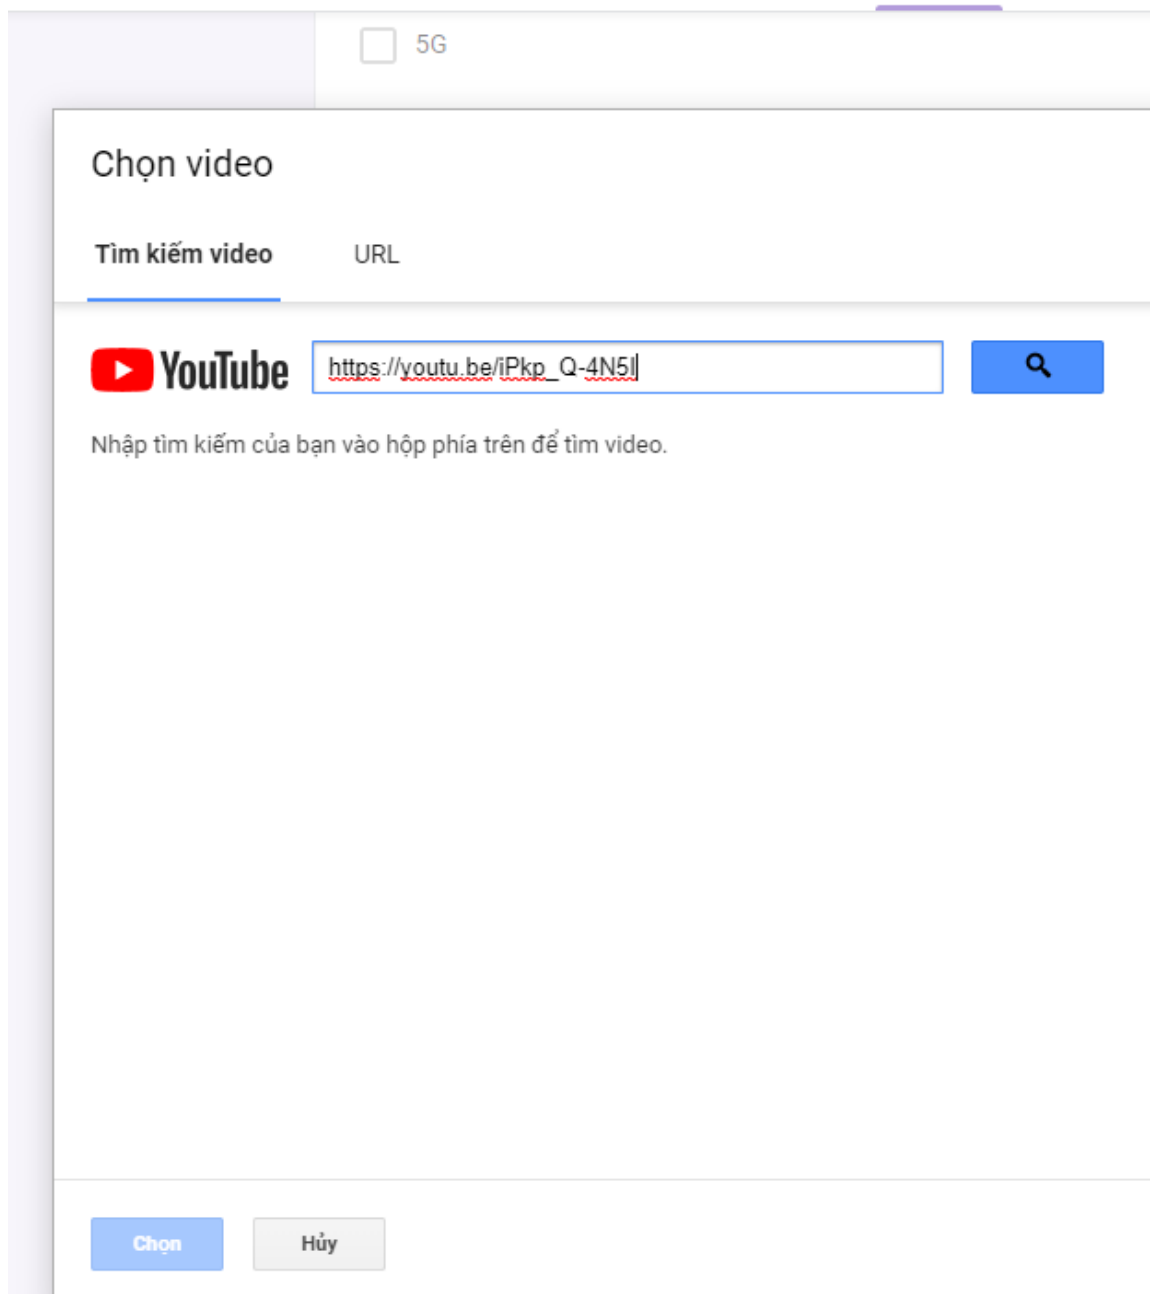 5G
Chọn video
Tìm kiếm video URL
YouTube https://youtu.be/iPkp_Q-4N5I
Nhập tìm kiếm của bạn vào hộp phía trên để tìm video.
Chọn Hủy